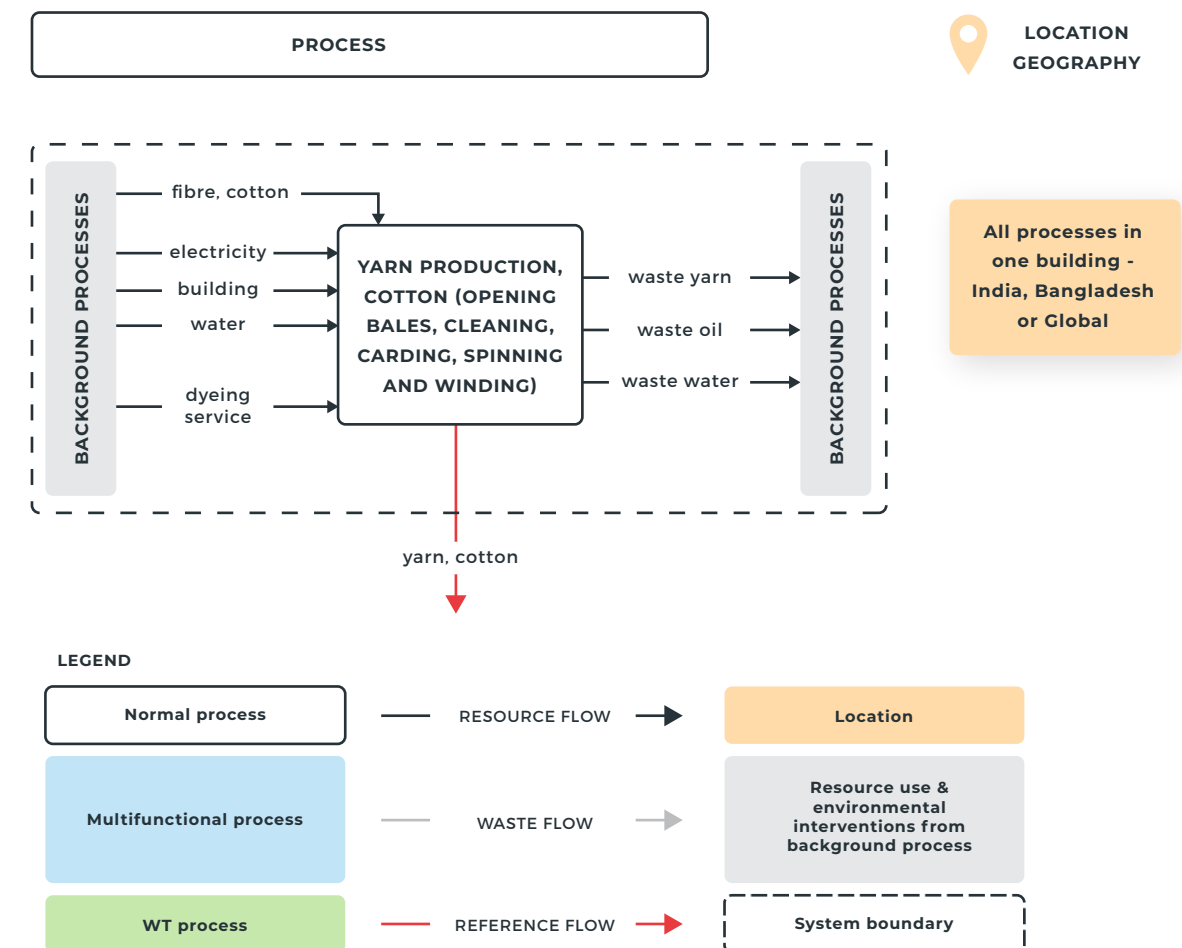 PROCESS
LOCATION
GEOGRAPHY
BACKGROUND PROCESSES
fibre, cotton
electricity
building
water
dyeing
service
YARN PRODUCTION,
COTTON (OPENING
BALES, CLEANING,
CARDING, SPINNING
AND WINDING)
waste yarn
waste oil
waste water
BACKGROUND PROCESSES
All processes in
one building -
India, Bangladesh
or Global
yarn, cotton
LEGEND
Normal process
RESOURCE FLOW
Location
Multifunctional process
WASTE FLOW
Resource use &
environmental
interventions from
background process
WT process
REFERENCE FLOW
System boundary